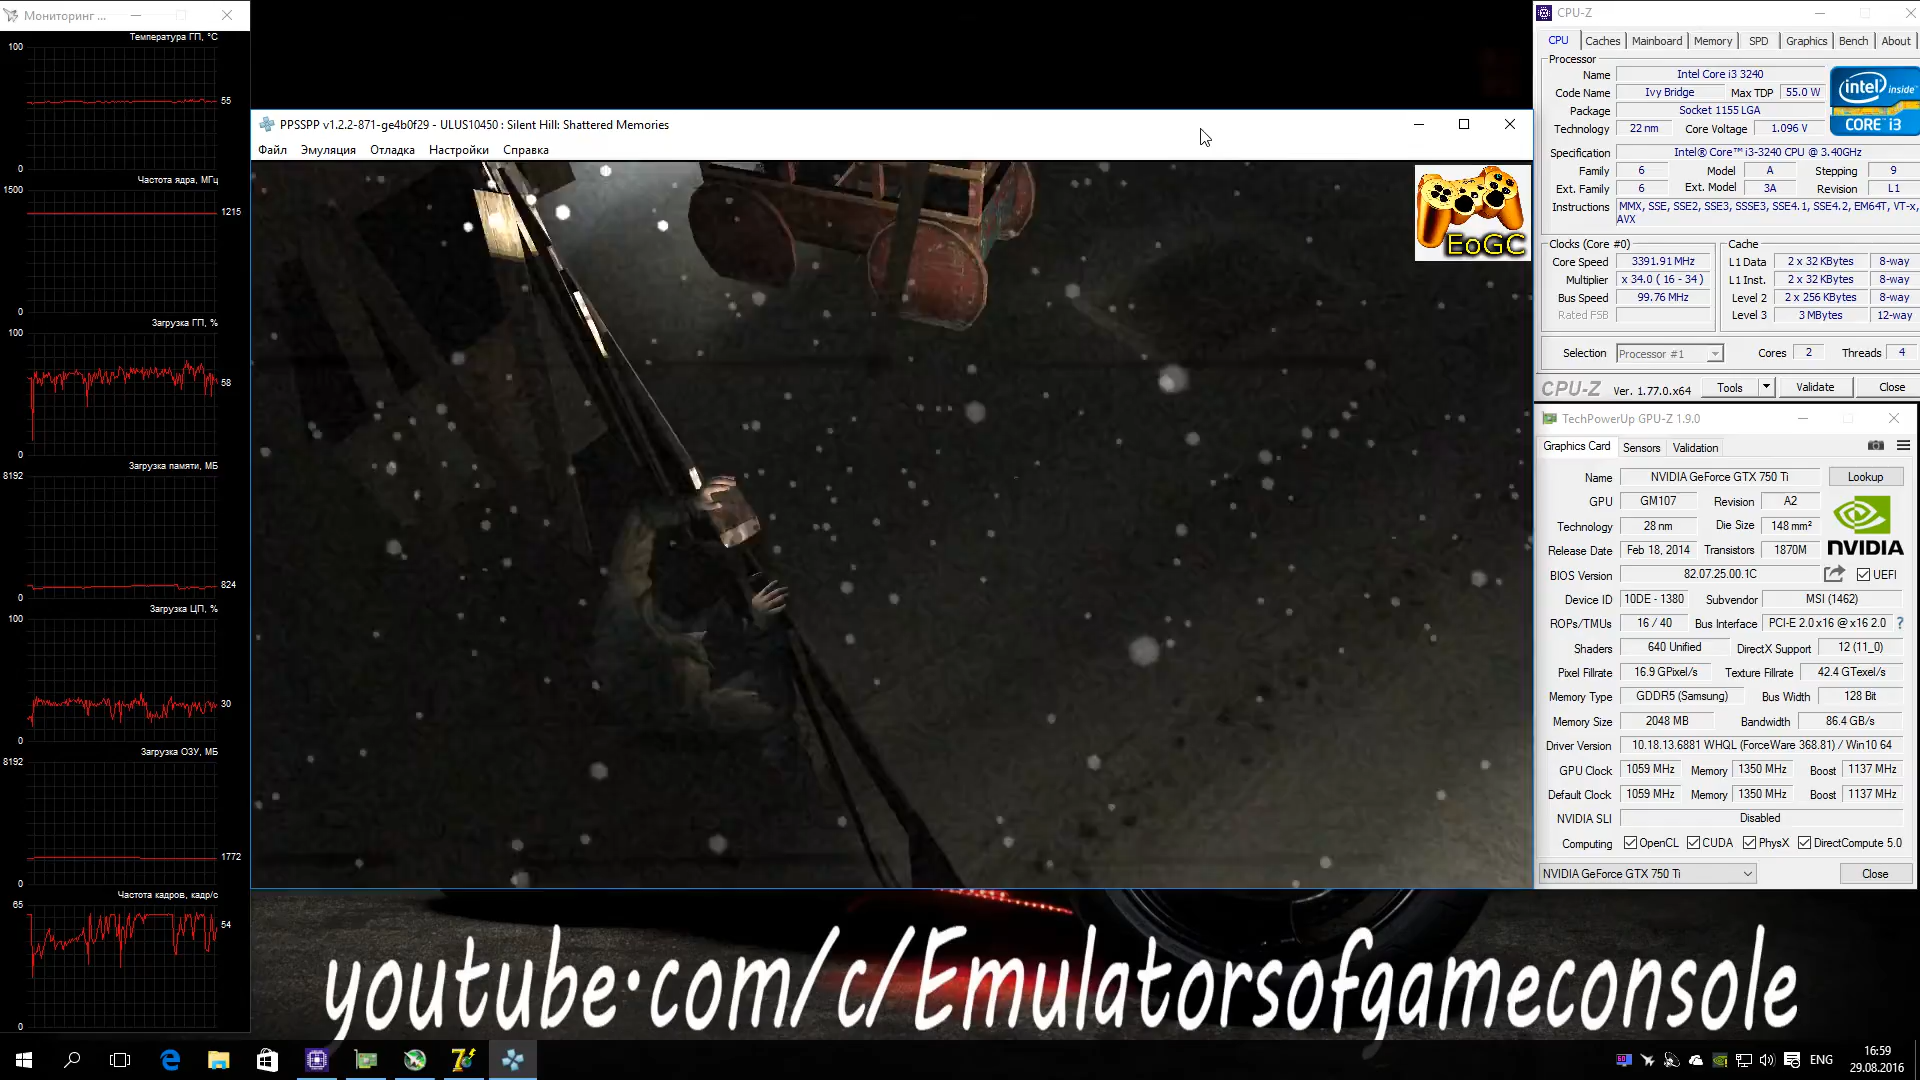 Мониторинг ...
Температура ГП, °C
100
55
0
Частота ядра, МГц
1500
1215
0
Загрузка ГП, %
100
58
0
Загрузка памяти, МБ
8192
824
0
Загрузка ЦП, %
100
30
0
Загрузка ОЗУ, МБ
8192
1772
0
Частота кадров, кадр/с
65
54
0
PPSSPP v1.2.2-871-ge4b0f29 - ULUS10450 : Silent Hill: Shattered Memories
Файл Эмуляция Отладка Настройки Справка
EoGC
CPU-Z
CPU Caches Mainboard Memory SPD Graphics Bench About
Processor
Name Intel Core i3 3240
Code Name Ivy Bridge Max TDP 55.0 W
Package Socket 1155 LGA
Technology 22 nm Core Voltage 1.096 V
intel inside
CORE i3
Specification Intel® Core™ i3-3240 CPU @ 3.40GHz
Family 6 Model A Stepping 9
Ext. Family 6 Ext. Model 3A Revision L1
Instructions MMX, SSE, SSE2, SSE3, SSSE3, SSE4.1, SSE4.2, EM64T, VT-x,
AVX
Clocks (Core #0) Cache
Core Speed 3391.91 MHz L1 Data 2 x 32 KBytes 8-way
Multiplier x 34.0 ( 16 - 34 ) L1 Inst. 2 x 32 KBytes 8-way
Bus Speed 99.76 MHz Level 2 2 x 256 KBytes 8-way
Rated FSB Level 3 3 MBytes 12-way
Selection Processor #1 Cores 2 Threads 4
CPU-Z Ver. 1.77.0.x64 Tools Validate Close
TechPowerUp GPU-Z 1.9.0
Graphics Card Sensors Validation
Name NVIDIA GeForce GTX 750 Ti Lookup
GPU GM107 Revision A2
Technology 28 nm Die Size 148 mm²
Release Date Feb 18, 2014 Transistors 1870M
NVIDIA
BIOS Version 82.07.25.00.1C UEFI
Device ID 10DE - 1380 Subvendor MSI (1462)
ROPs/TMUs 16 / 40 Bus Interface PCI-E 2.0 x16 @ x16 2.0 ?
Shaders 640 Unified DirectX Support 12 (11_0)
Pixel Fillrate 16.9 GPixel/s Texture Fillrate 42.4 GTexel/s
Memory Type GDDR5 (Samsung) Bus Width 128 Bit
Memory Size 2048 MB Bandwidth 86.4 GB/s
Driver Version 10.18.13.6881 WHQL (ForceWare 368.81) / Win10 64
GPU Clock 1059 MHz Memory 1350 MHz Boost 1137 MHz
Default Clock 1059 MHz Memory 1350 MHz Boost 1137 MHz
NVIDIA SLI Disabled
Computing OpenCL CUDA PhysX DirectCompute 5.0
NVIDIA GeForce GTX 750 Ti Close
youtube.com/c/Emulatorsofgameconsole
60
ENG
16:59
29.08.2016